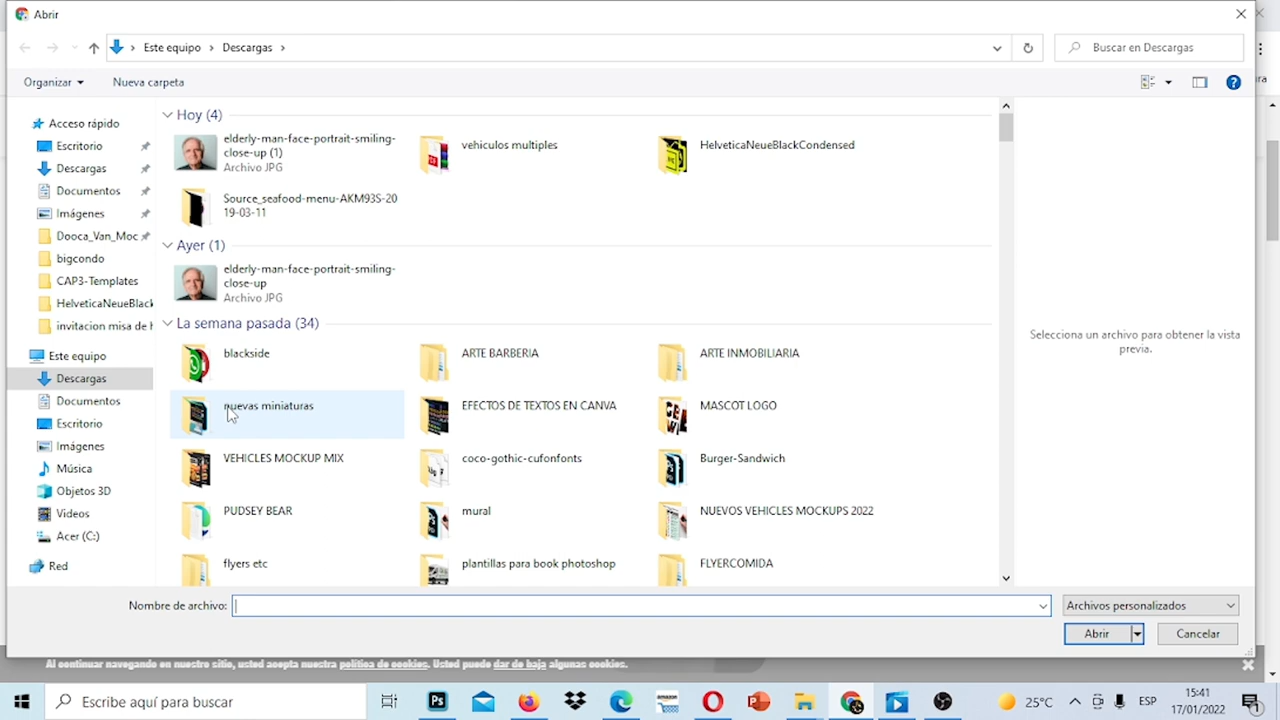 Abrir
Este equipo
Descargas
Buscar en Descargas
Organizar
Nueva carpeta
Acceso rápido
Escritorio
Descargas
Documentos
Imágenes
Dooca_Van_Moc
bigcondo
CAP3-Templates
HelveticaNeueBlack
invitacion misa de
Este equipo
Descargas
Documentos
Escritorio
Imágenes
Música
Objetos 3D
Videos
Acer (C:)
Red
Hoy (4)
elderly-man-face-portrait-smiling-
close-up (1)
Archivo JPG
vehiculos multiples
HelveticaNeueBlackCondensed
Source_seafood-menu-AKM93S-20
19-03-11
Ayer (1)
elderly-man-face-portrait-smiling-
close-up
Archivo JPG
La semana pasada (34)
blackside
ARTE BARBERIA
ARTE INMOBILIARIA
nuevas miniaturas
EFECTOS DE TEXTOS EN CANVA
MASCOT LOGO
VEHICLES MOCKUP MIX
coco-gothic-cufonfonts
Burger-Sandwich
PUDSEY BEAR
mural
NUEVOS VEHICLES MOCKUPS 2022
flyers etc
plantillas para book photoshop
FLYERCOMIDA
Selecciona un archivo para obtener la vista
previa.
Nombre de archivo:
Archivos personalizados
Abrir
Cancelar
Al continuar navegando en nuestro sitio, usted acepta nuestra política de cookies. Usted puede dar de baja algunas cookies.
Escribe aquí para buscar
Ps
amazon
25°C
ESP
15:41
17/01/2022